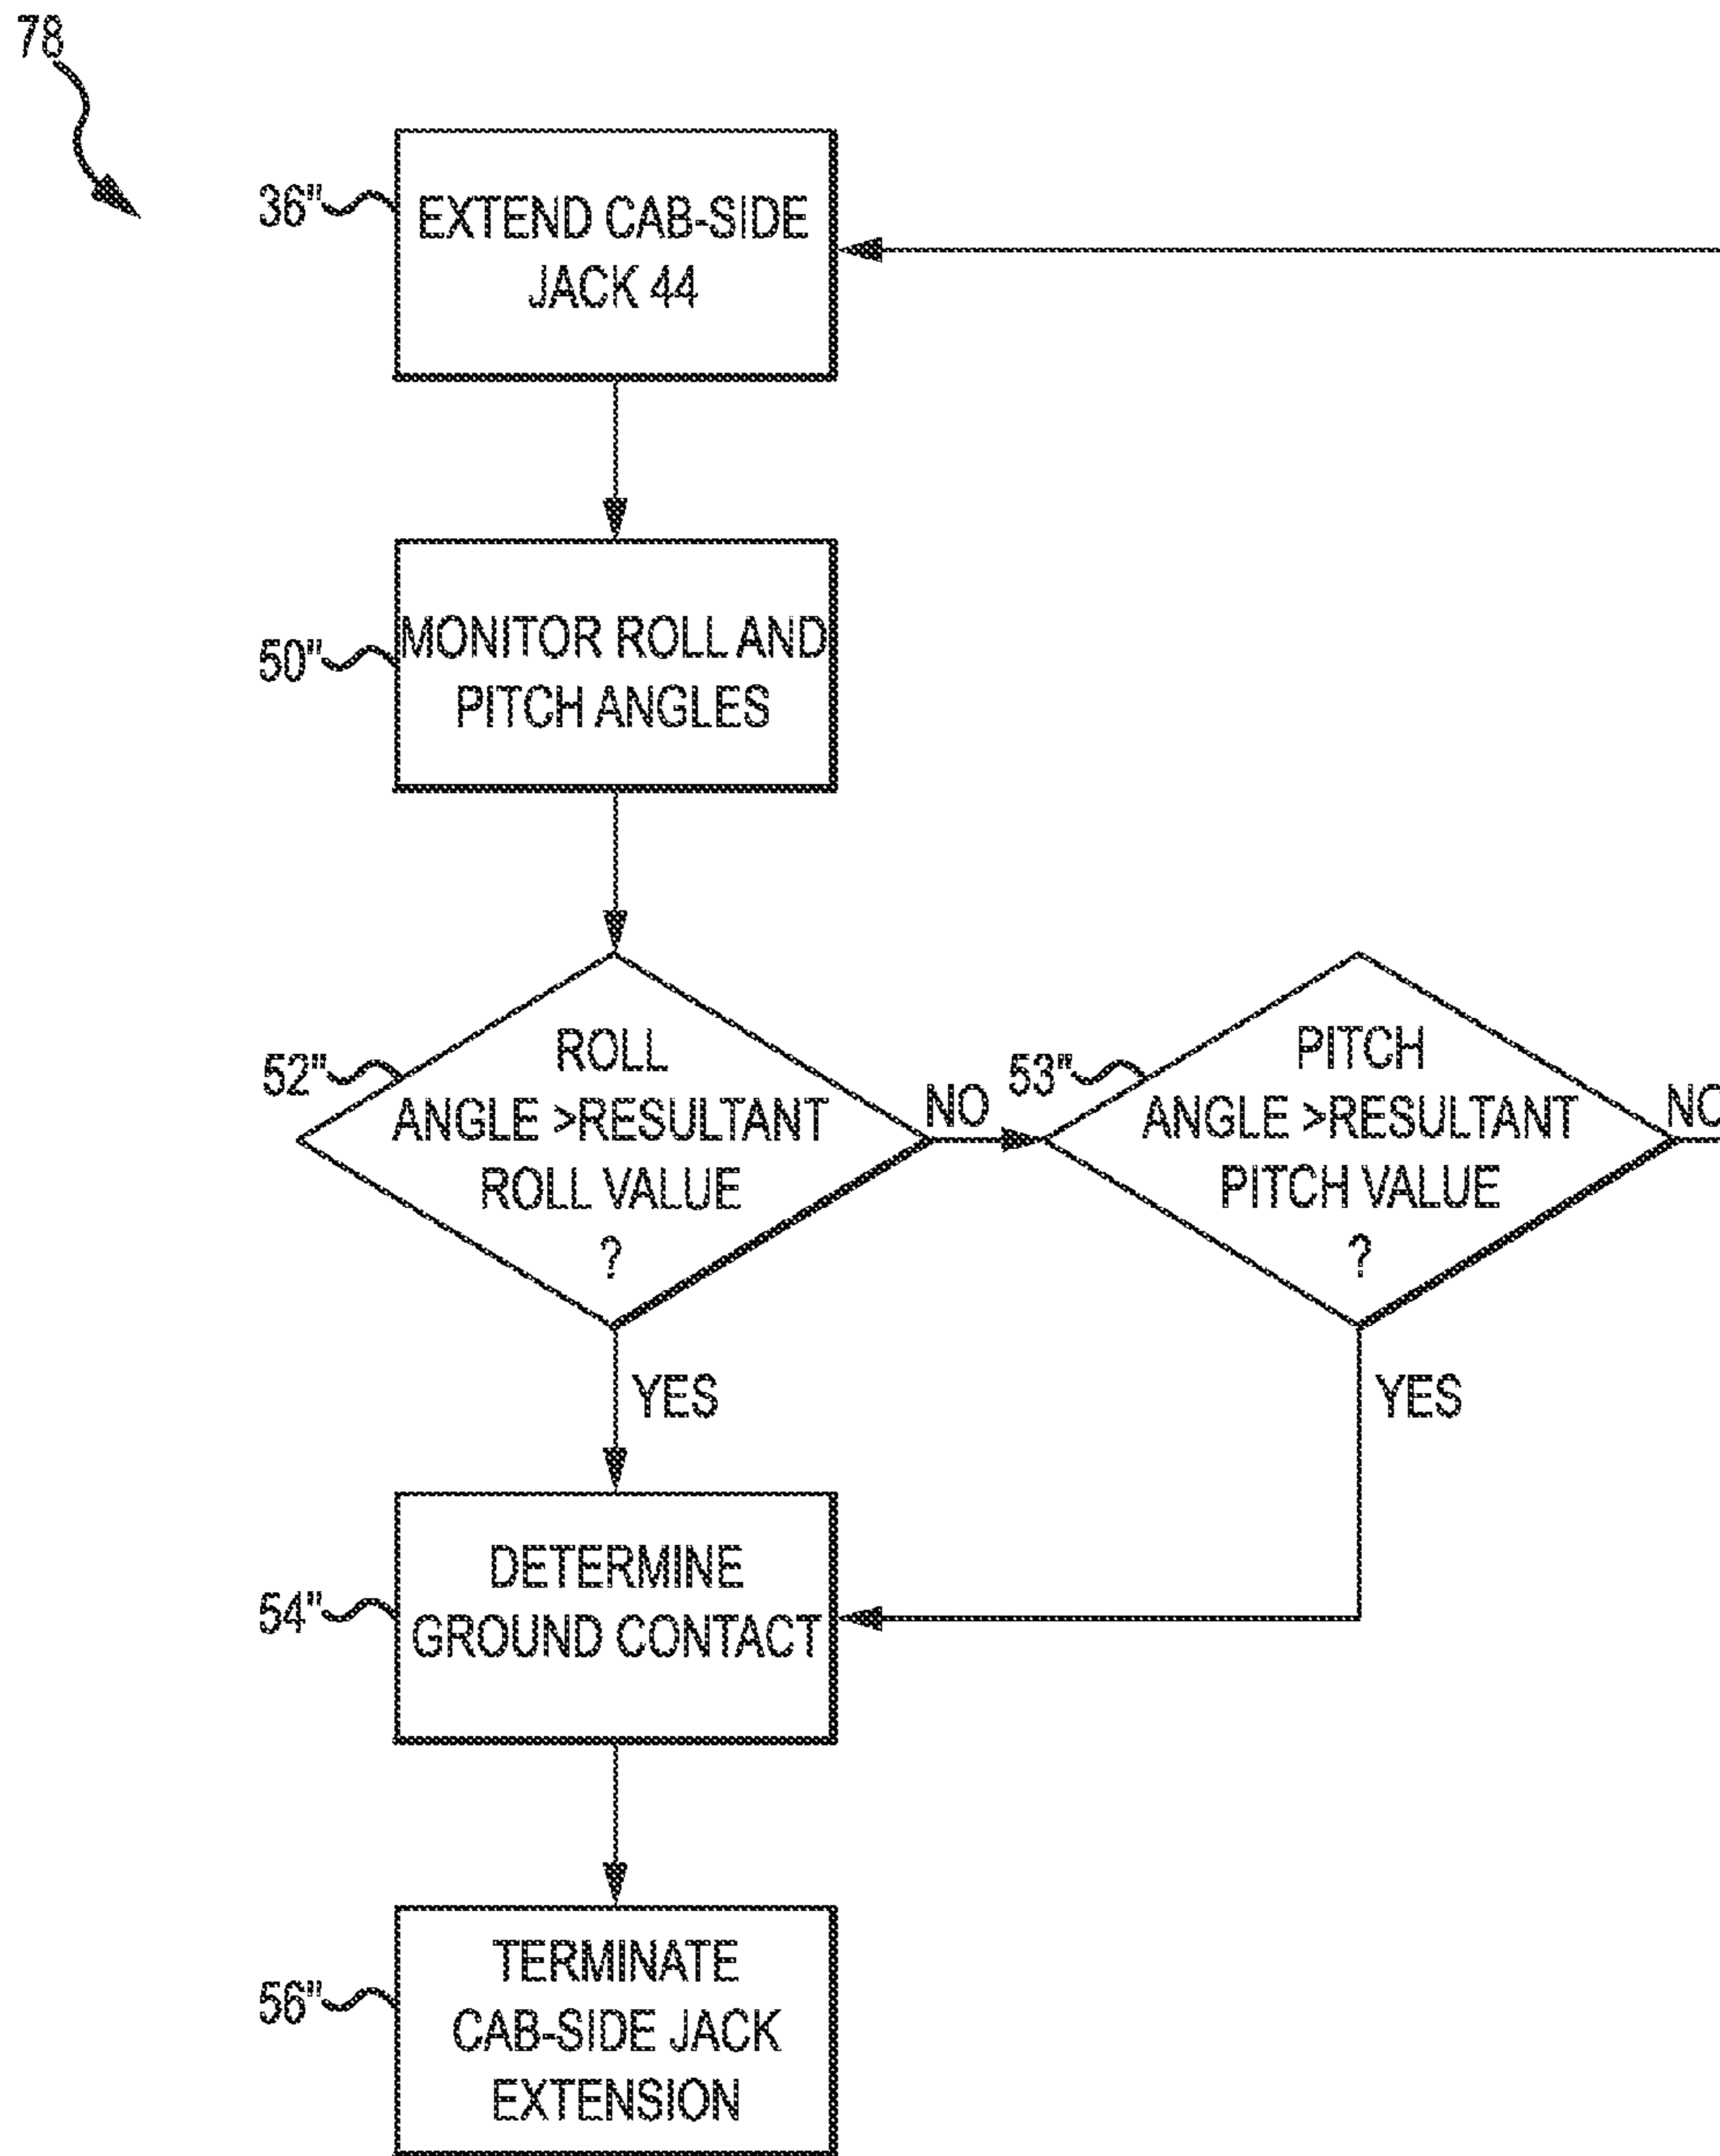 78
36"
EXTEND CAB-SIDE
JACK 44
50"
MONITOR ROLL AND
PITCH ANGLES
52"
ROLL
ANGLE >RESULTANT
ROLL VALUE
?
NO
53"
PITCH
ANGLE >RESULTANT
PITCH VALUE
?
NO
YES
YES
54"
DETERMINE
GROUND CONTACT
56"
TERMINATE
CAB-SIDE JACK
EXTENSION